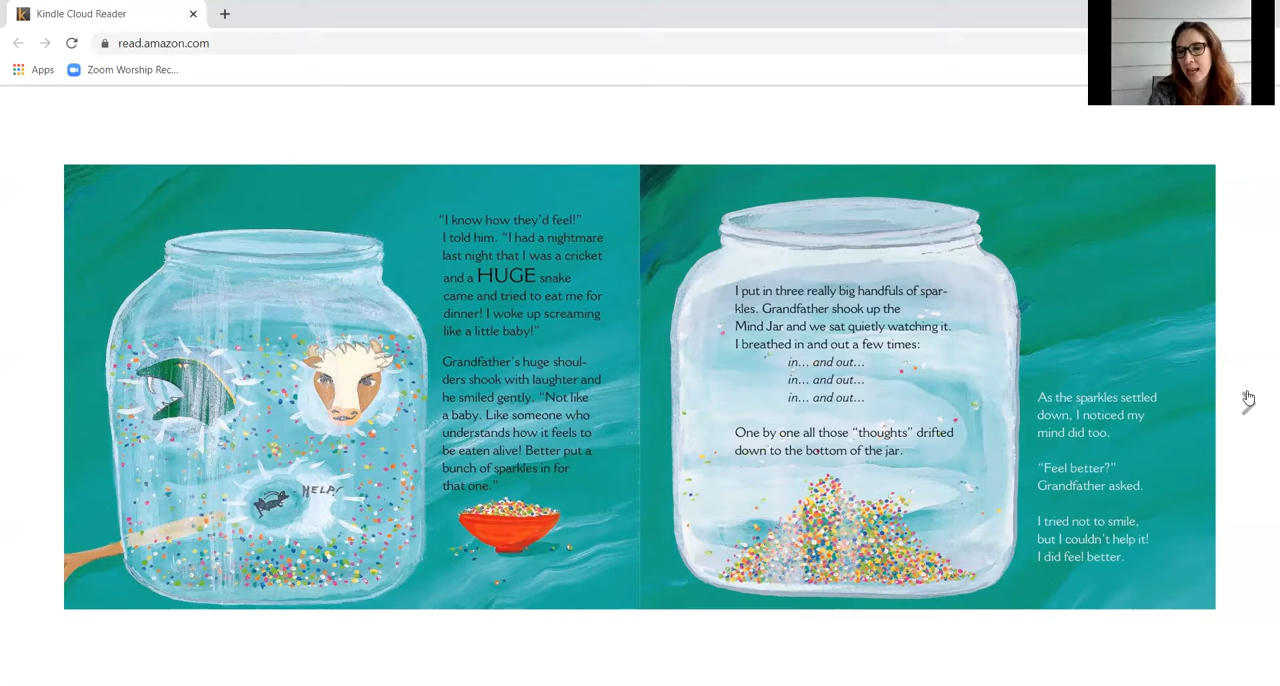 Kindle Cloud Reader
read.amazon.com
Apps
Zoom Worship Rec...
“I know how they’d feel!”
I told him. “I had a nightmare
last night that I was a cricket
and a HUGE snake
came and tried to eat me for
dinner! I woke up screaming
like a little baby!”
Grandfather’s huge shoul-
ders shook with laughter and
he smiled gently. “Not like
a baby. Like someone who
understands how it feels to
be eaten alive! Better put a
bunch of sparkles in for
that one.”
HELP!
I put in three really big handfuls of spar-
kles. Grandfather shook up the
Mind Jar and we sat quietly watching it.
I breathed in and out a few times:
in... and out...
in... and out...
in... and out...
One by one all those “thoughts” drifted
down to the bottom of the jar.
As the sparkles settled
down, I noticed my
mind did too.
“Feel better?”
Grandfather asked.
I tried not to smile,
but I couldn’t help it!
I did feel better.